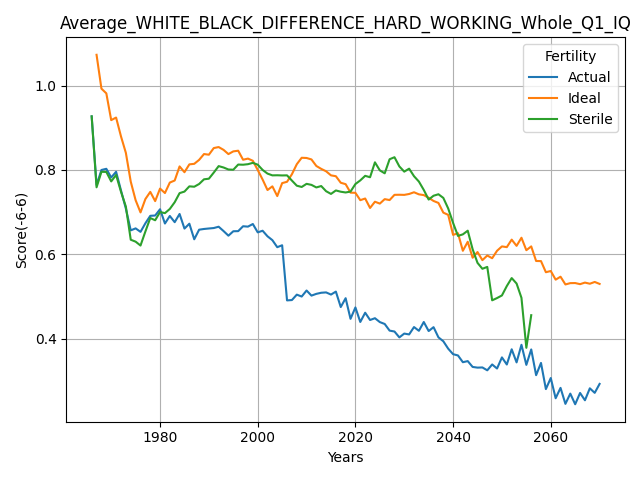 Average_WHITE_BLACK_DIFFERENCE_HARD_WORKING_Whole_Q1_IQ
Fertility
Actual
Ideal
Sterile
1.0
0.8
0.6
0.4
Score(-6-6)
1980
2000
2020
2040
2060
Years